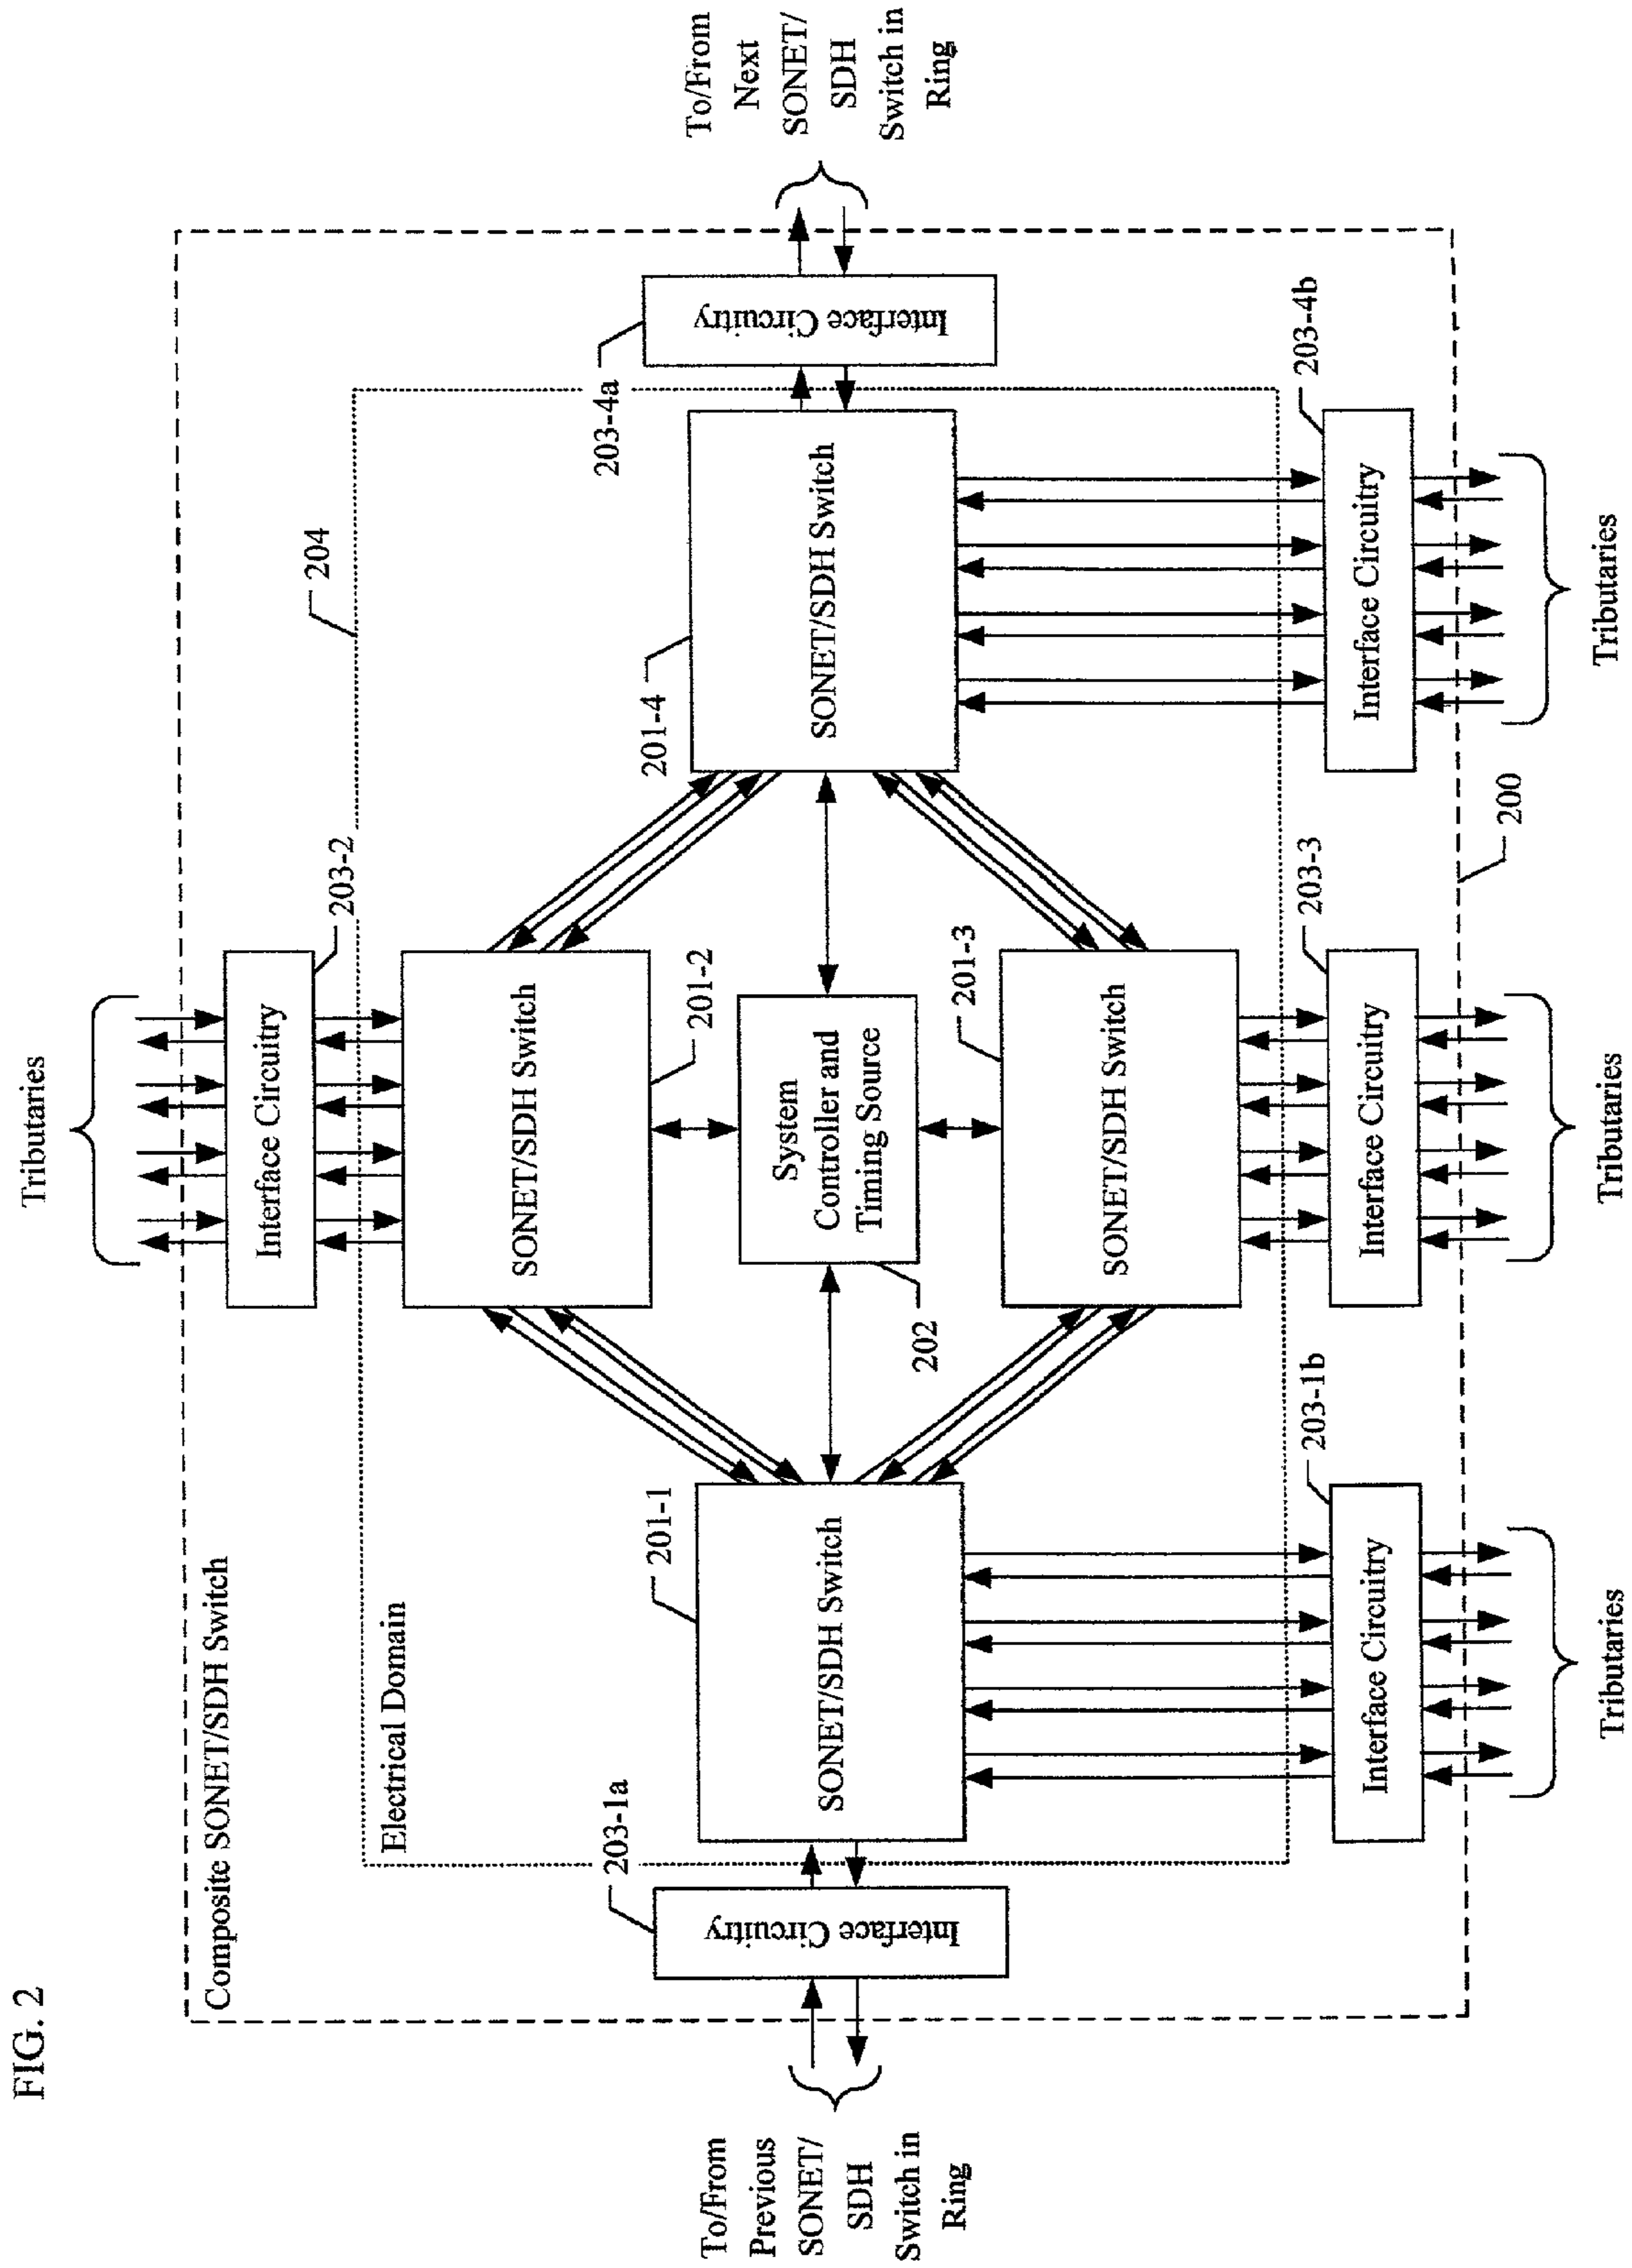 FIG. 2
Tributaries
Composite SONET/SDH Switch
Interface Circuitry
203-2
204
Electrical Domain
SONET/SDH Switch
201-2
To/From
Previous
SONET/
SDH
Switch in
Ring
203-1a
Interface Circuitry
201-1
SONET/SDH Switch
202
System
Controller and
Timing Source
201-4
SONET/SDH Switch
203-4a
Interface Circuitry
To/From
Next
SONET/
SDH
Switch in
Ring
201-3
SONET/SDH Switch
203-1b
Interface Circuitry
203-3
Interface Circuitry
203-4b
Interface Circuitry
200
Tributaries
Tributaries
Tributaries